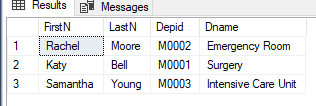 Results Messages
FirstN LastN Depid Dname
1 Rachel Moore M0002 Emergency Room
2 Katy Bell M0001 Surgery
3 Samantha Young M0003 Intensive Care Unit